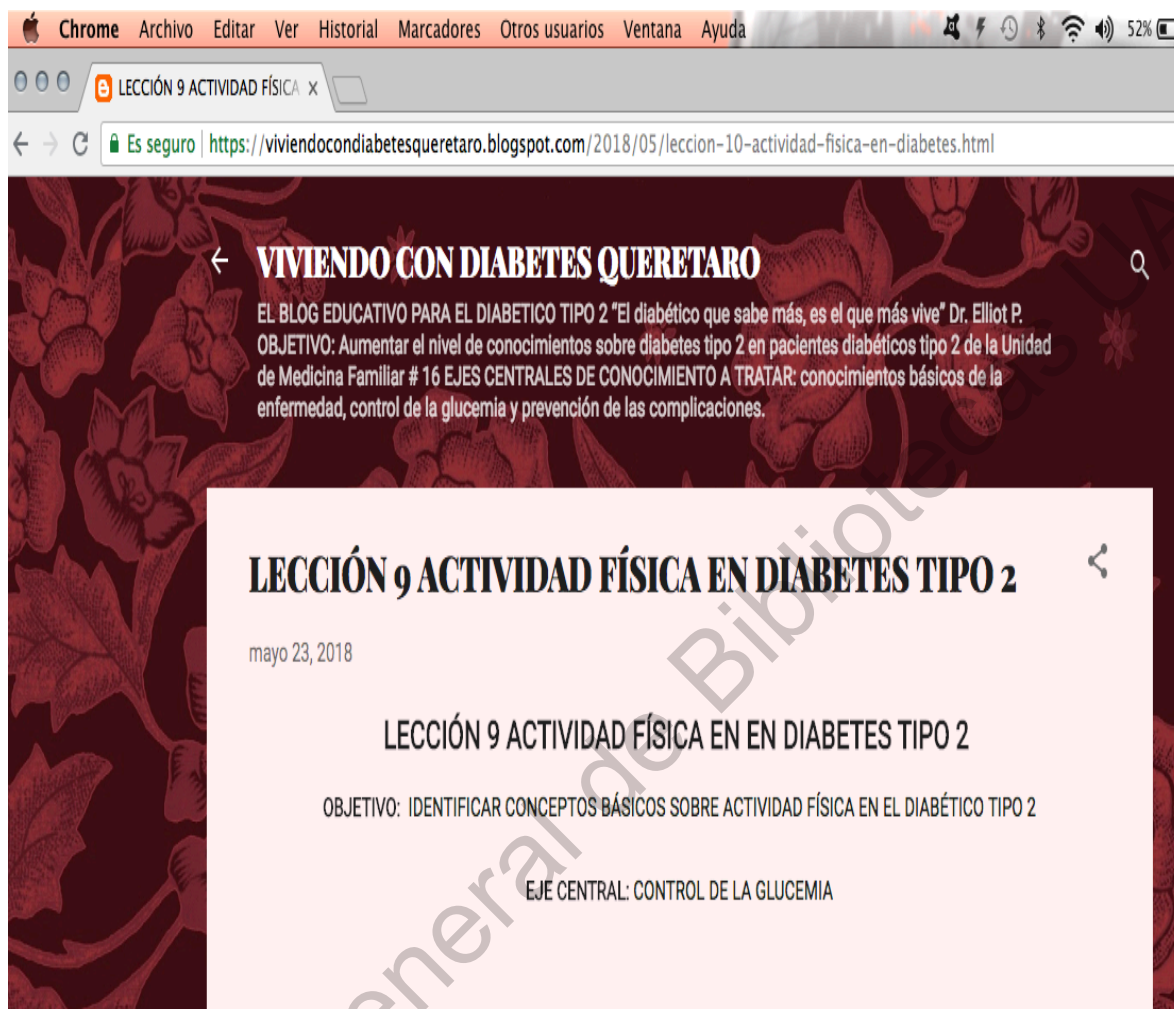 Chrome Archivo Editar Ver Historial Marcadores Otros usuarios Ventana Ayuda 52%
LECCIÓN 9 ACTIVIDAD FÍSICA
Es seguro https://viviendocondiabetesqueretaro.blogspot.com/2018/05/leccion-10-actividad-fisica-en-diabetes.html
VIVIENDO CON DIABETES QUERETARO
EL BLOG EDUCATIVO PARA EL DIABETICO TIPO 2 “El diabético que sabe más, es el que más vive” Dr. Elliot P.
OBJETIVO: Aumentar el nivel de conocimientos sobre diabetes tipo 2 en pacientes diabéticos tipo 2 de la Unidad
de Medicina Familiar # 16 EJES CENTRALES DE CONOCIMIENTO A TRATAR: conocimientos básicos de la
enfermedad, control de la glucemia y prevención de las complicaciones.
LECCIÓN 9 ACTIVIDAD FÍSICA EN DIABETES TIPO 2
mayo 23, 2018
LECCIÓN 9 ACTIVIDAD FÍSICA EN EN DIABETES TIPO 2
OBJETIVO: IDENTIFICAR CONCEPTOS BÁSICOS SOBRE ACTIVIDAD FÍSICA EN EL DIABÉTICO TIPO 2
EJE CENTRAL: CONTROL DE LA GLUCEMIA
eneral de Bibliotecas UA